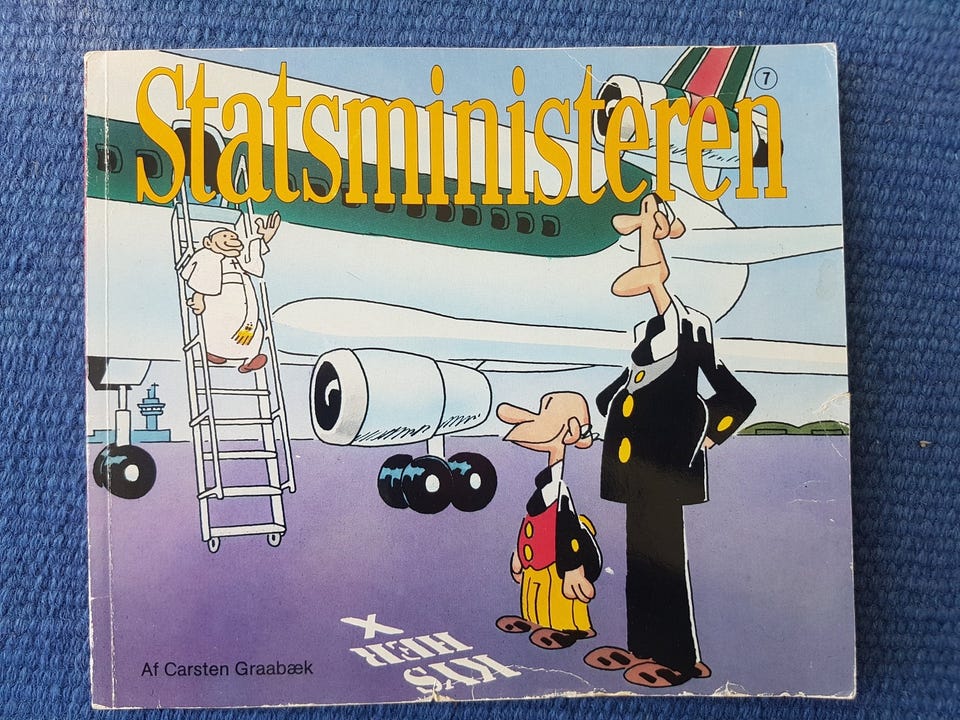 Statsministeren
7
KYS
HER
X
Af Carsten Graabæk